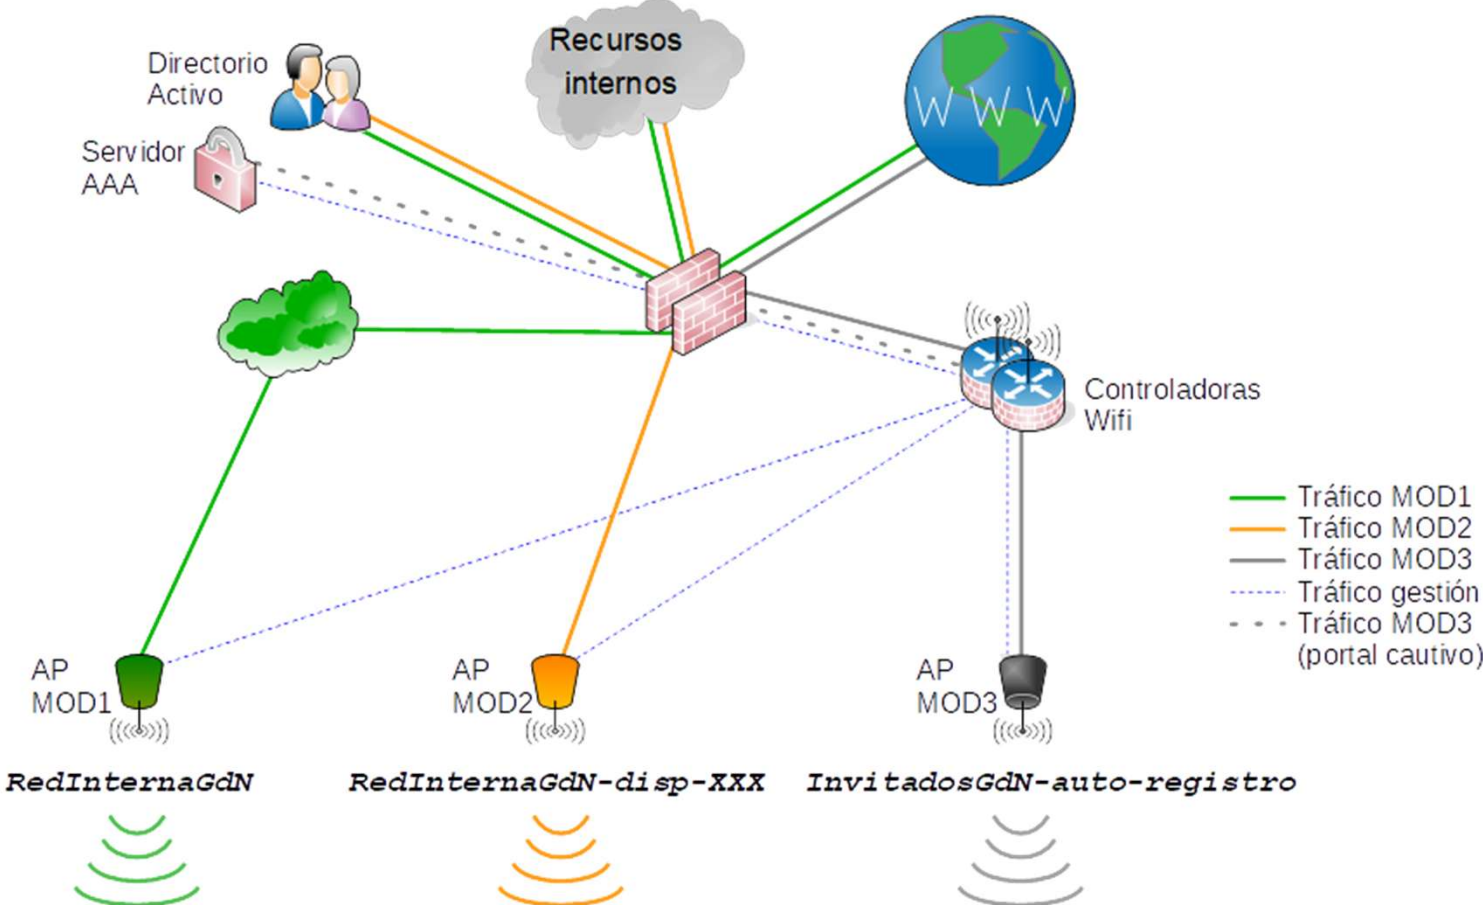 Recursos
internos
Directorio
Activo
W W W
Servidor
AAA
Controladoras
Wifi
Tráfico MOD1
Tráfico MOD2
Tráfico MOD3
Tráfico gestión
Tráfico MOD3
(portal cautivo)
AP
MOD1
AP
MOD2
AP
MOD3
RedInternaGdN
RedInternaGdN-disp-XXX
InvitadosGdN-auto-registro